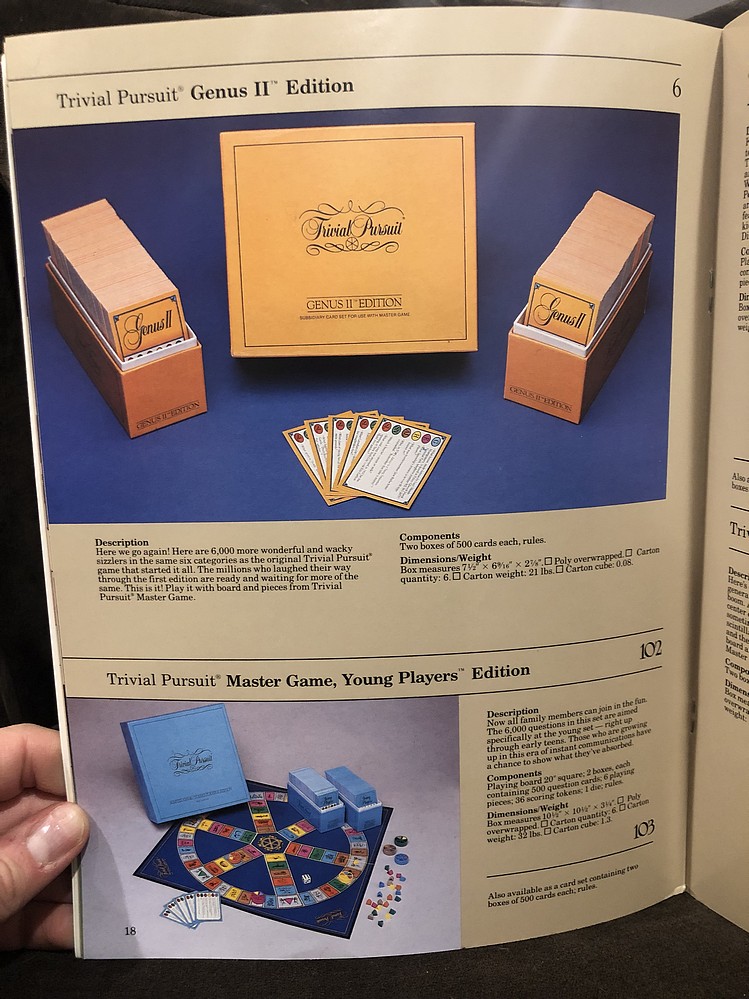 Trivial Pursuit® Genus II™ Edition
6
Trivial Pursuit
GENUS II™ EDITION
SUBSIDIARY CARD SET FOR USE WITH MASTER GAME
Genus II
GENUS II™ EDITION
Genus II
GENUS II™ EDITION
Description
Here we go again! Here are 6,000 more wonderful and wacky
sizzlers in the same six categories as the original Trivial Pursuit®
game that started it all. The millions who laughed their way
through the first edition are ready and waiting for more of the
same. This is it! Play it with board and pieces from Trivial
Pursuit® Master Game.
Components
Two boxes of 500 cards each, rules.
Dimensions/Weight
Box measures 7½" × 6⁹⁄₁₆" × 2⅞". ☐ Poly overwrapped. ☐ Carton
quantity: 6. ☐ Carton weight: 21 lbs. ☐ Carton cube: 0.08.
102
Trivial Pursuit® Master Game, Young Players™ Edition
Trivial Pursuit
Description
Now all family members can join in the fun.
The 6,000 questions in this set are aimed
specifically at the young set — right up
through early teens. Those who are growing
up in this era of instant communications have
a chance to show what they've absorbed.
Components
Playing board 20" square; 2 boxes, each
containing 500 question cards; 6 playing
pieces; 36 scoring tokens; 1 die; rules.
Dimensions/Weight
Box measures 10½" × 10½" × 3¼". ☐ Poly
overwrapped. ☐ Carton quantity: 6. ☐ Carton
weight: 32 lbs. ☐ Carton cube: 1.3.
103
Also available as a card set containing two
boxes of 500 cards each; rules.
18